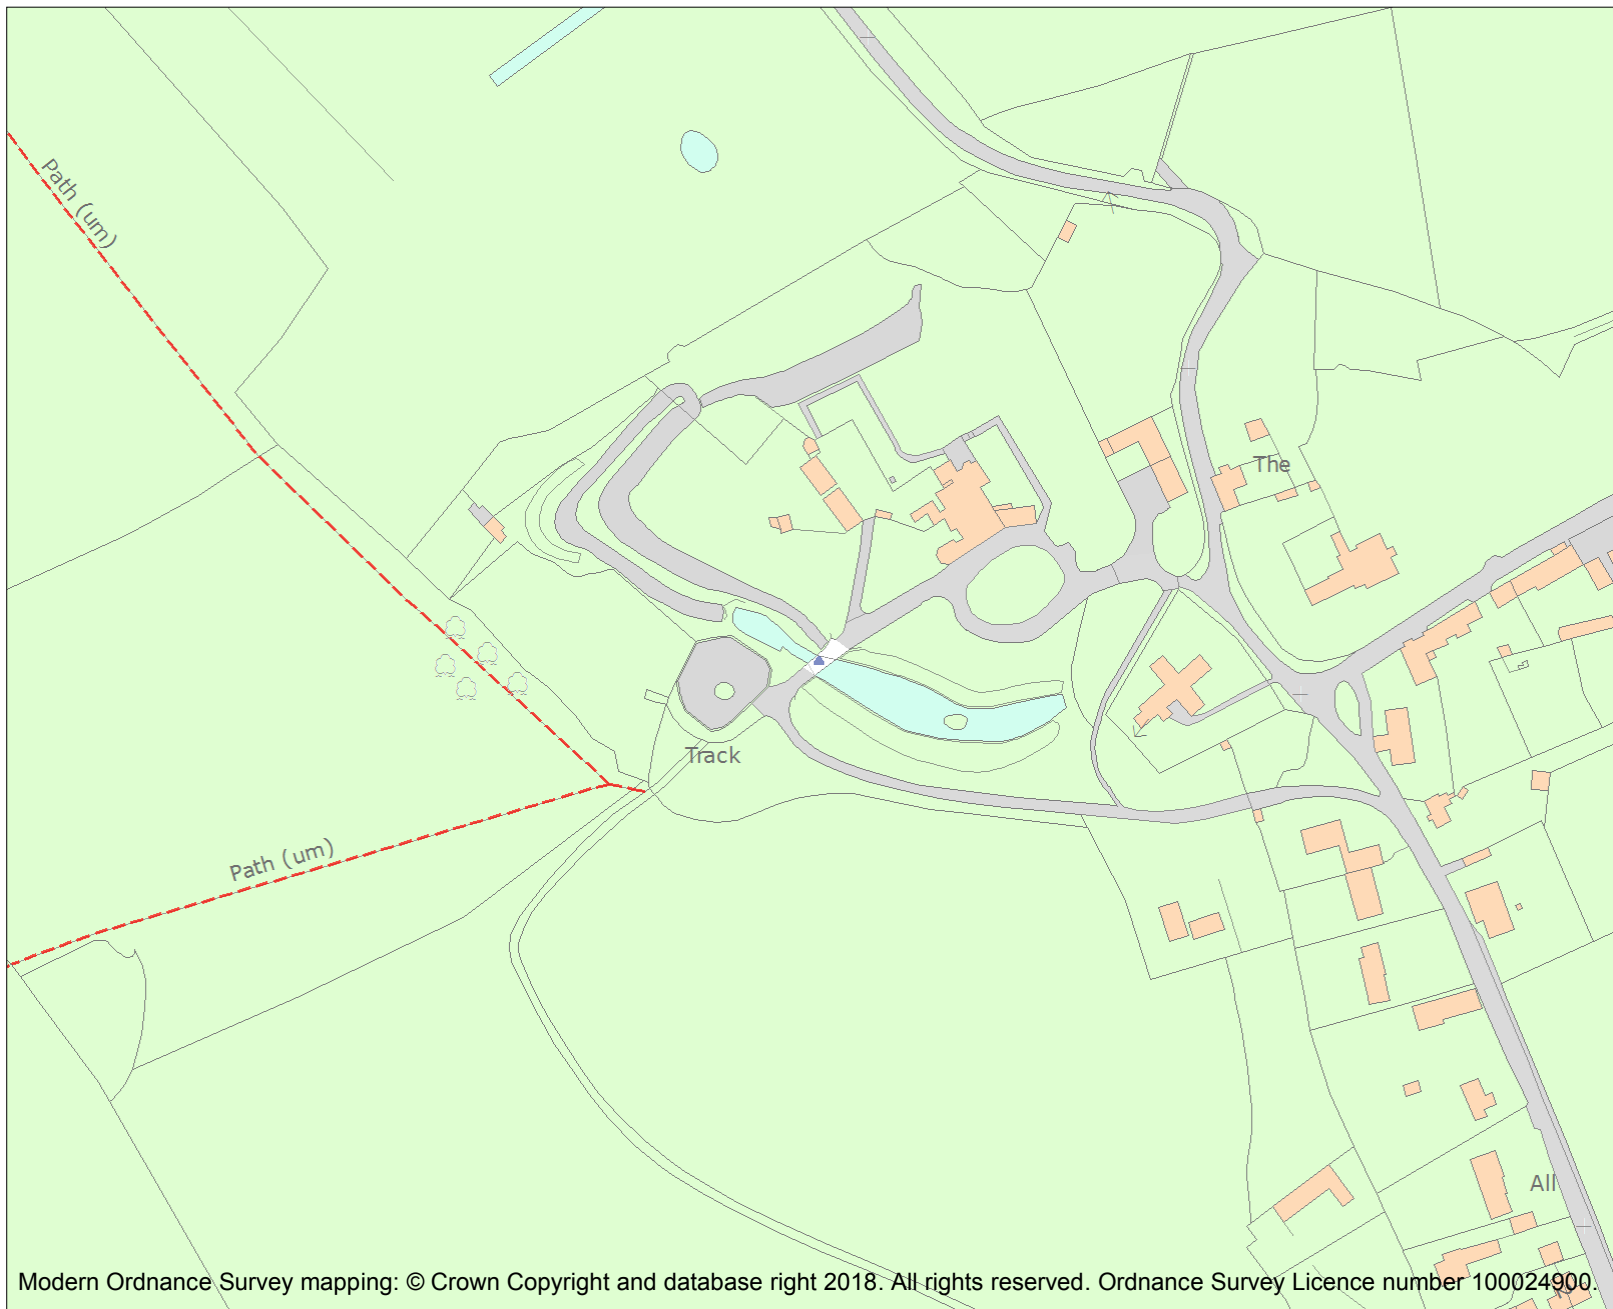 Path (um)
The
Track
Path (um)
All
Modern Ordnance Survey mapping: © Crown Copyright and database right 2018. All rights reserved. Ordnance Survey Licence number 100024900.